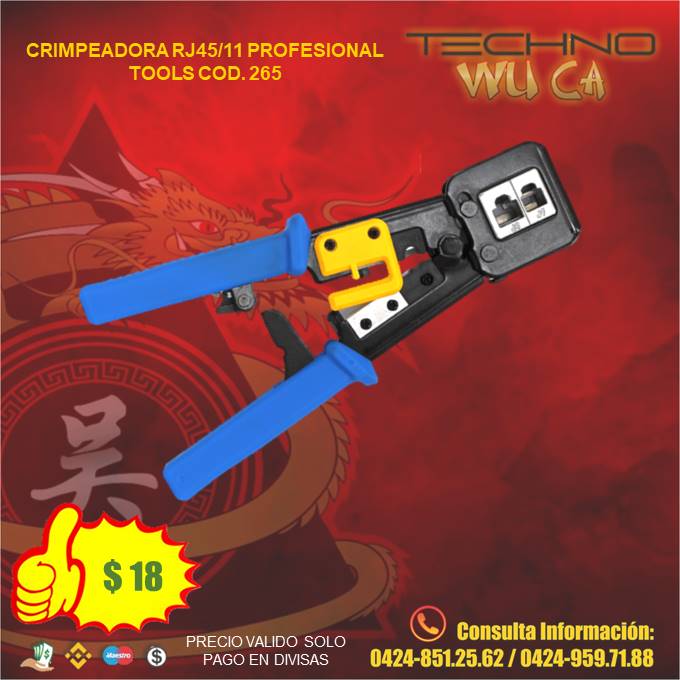 CRIMPEADORA RJ45/11 PROFESIONAL
TOOLS COD. 265
TECHNO
WU CA
吴
$ 18
Maestro
$
PRECIO VALIDO SOLO
PAGO EN DIVISAS
Consulta Información:
0424-851.25.62 / 0424-959.71.88